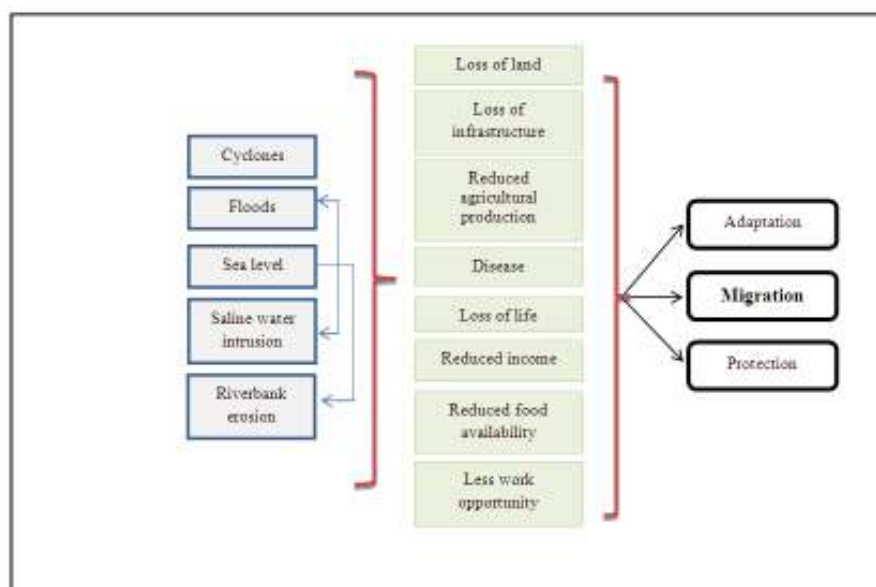 Cyclones
Floods
Sea level
Saline water
intrusion
Riverbank
erosion
Loss of land
Loss of
infrastructure
Reduced
agricultural
production
Disease
Loss of life
Reduced income
Reduced food
availability
Less work
opportunity
Adaptation
Migration
Protection